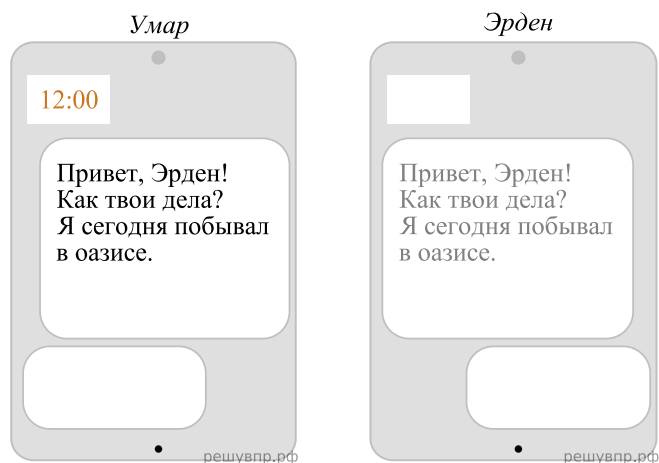 Умар
12:00
Привет, Эрден!
Как твои дела?
Я сегодня побывал
в оазисе.
решувпр.рф
Эрден
Привет, Эрден!
Как твои дела?
Я сегодня побывал
в оазисе.
решувпр.рф